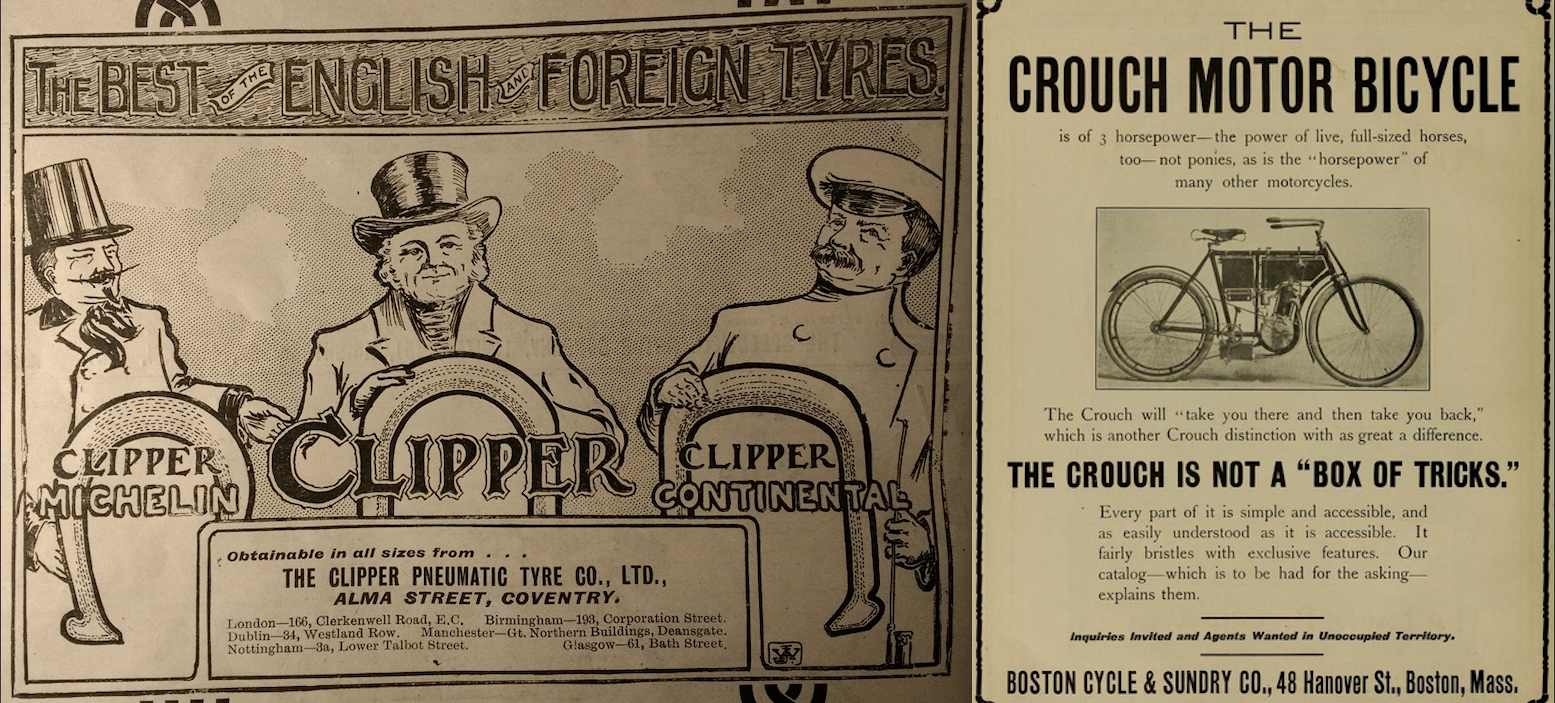 THE BEST OF THE ENGLISH AND FOREIGN TYRES.
CLIPPER
MICHELIN
CLIPPER
CLIPPER
CONTINENTAL
Obtainable in all sizes from . . .
THE CLIPPER PNEUMATIC TYRE CO., LTD.,
ALMA STREET, COVENTRY.
London—166, Clerkenwell Road, E.C. Birmingham—193, Corporation Street.
Dublin—34, Westland Row. Manchester—Gt. Northern Buildings, Deansgate.
Nottingham—3a, Lower Talbot Street. Glasgow—61, Bath Street.
THE
CROUCH MOTOR BICYCLE
is of 3 horsepower—the power of live, full-sized horses,
too—not ponies, as is the “horsepower” of
many other motorcycles.
The Crouch will “take you there and then take you back,”
which is another Crouch distinction with as great a difference.
THE CROUCH IS NOT A “BOX OF TRICKS.”
Every part of it is simple and accessible, and
as easily understood as it is accessible. It
fairly bristles with exclusive features. Our
catalog—which is to be had for the asking—
explains them.
Inquiries Invited and Agents Wanted in Unoccupied Territory.
BOSTON CYCLE & SUNDRY CO., 48 Hanover St., Boston, Mass.